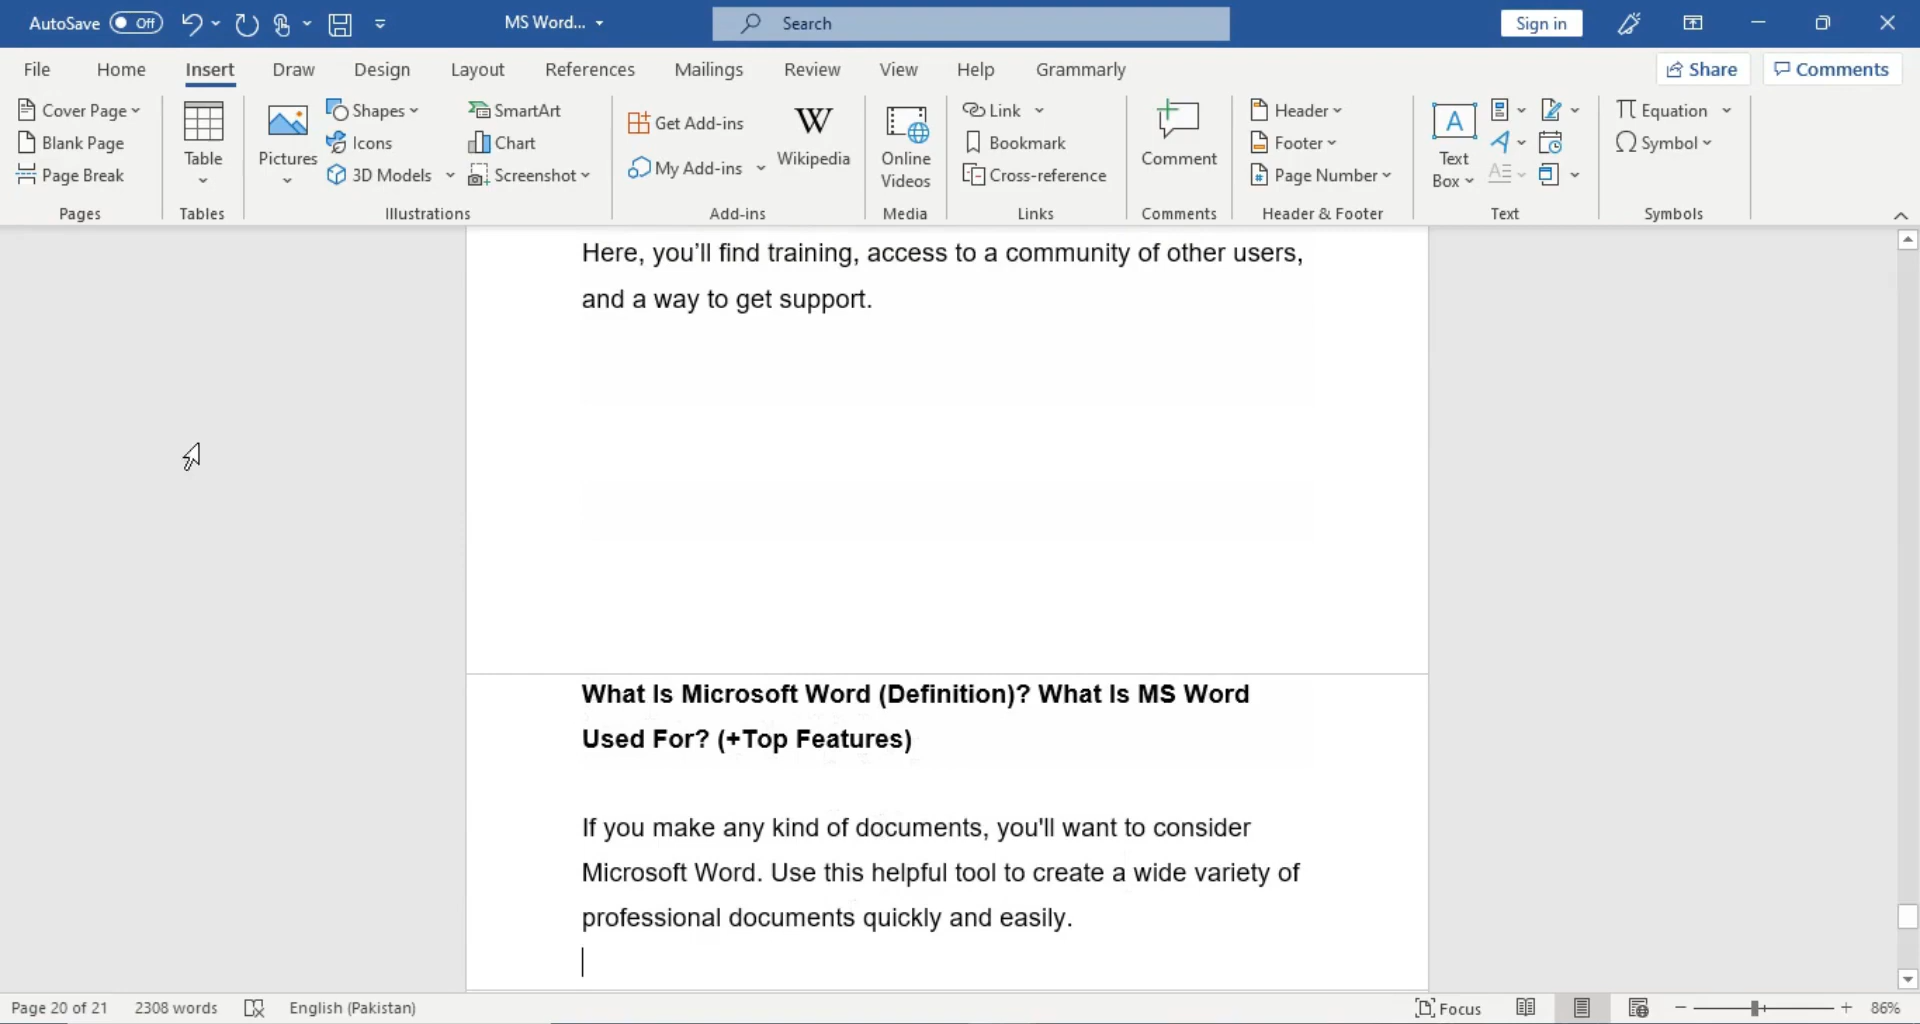 AutoSave Off MS Word... Search Sign in
File Home Insert Draw Design Layout References Mailings Review View Help Grammarly Share Comments
Cover Page
Blank Page
Page Break
Pages
Table
Tables
Pictures
Shapes
Icons
3D Models
SmartArt
Chart
Screenshot
Illustrations
Get Add-ins
My Add-ins
W
Wikipedia
Add-ins
Online
Videos
Media
Link
Bookmark
Cross-reference
Links
Comment
Comments
Header
Footer
Page Number
Header & Footer
A
Text
Box
Text
Equation
Symbol
Symbols
Here, you’ll find training, access to a community of other users,
and a way to get support.
What Is Microsoft Word (Definition)? What Is MS Word
Used For? (+Top Features)
If you make any kind of documents, you'll want to consider
Microsoft Word. Use this helpful tool to create a wide variety of
professional documents quickly and easily.
Page 20 of 21 2308 words English (Pakistan) Focus 86%